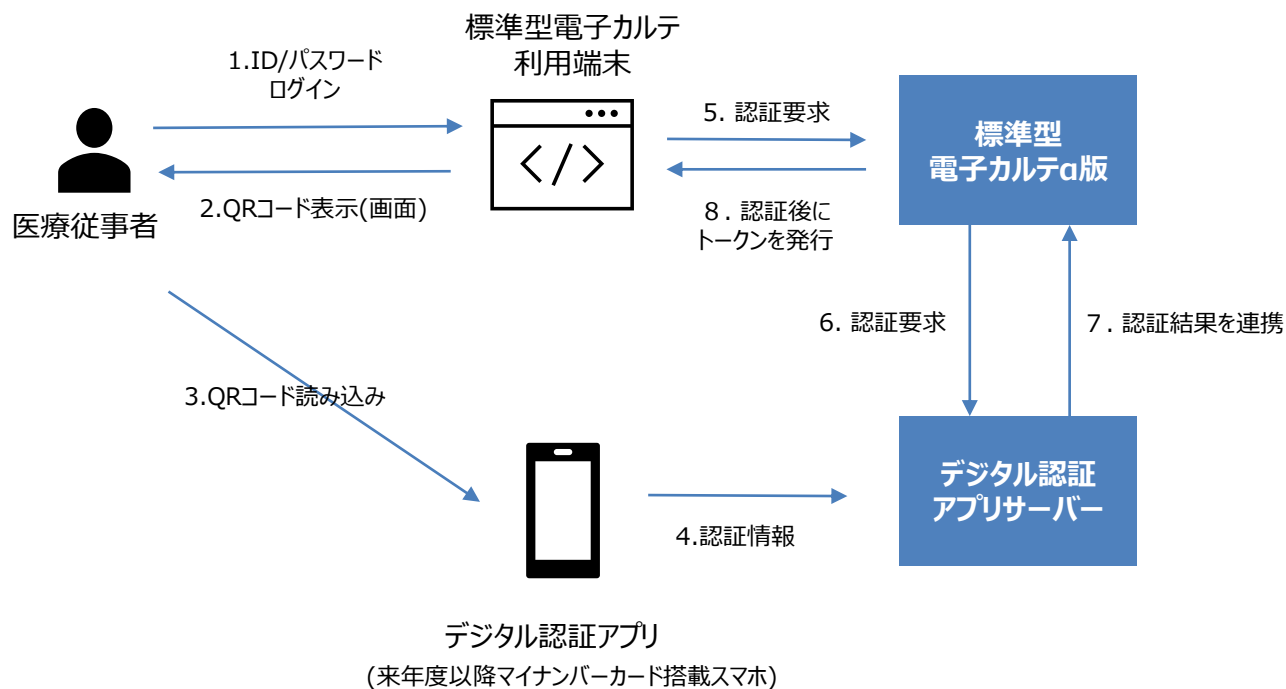 標準型電子カルテ
利用端末
1.ID/パスワード
ログイン
5. 認証要求
標準型
電子カルテα版
2.QRコード表示(画面)
医療従事者
８. 認証後に
トークンを発行
6. 認証要求
７. 認証結果を連携
3.QRコード読み込み
デジタル認証
アプリサーバー
4.認証情報
デジタル認証アプリ
(来年度以降マイナンバーカード搭載スマホ)